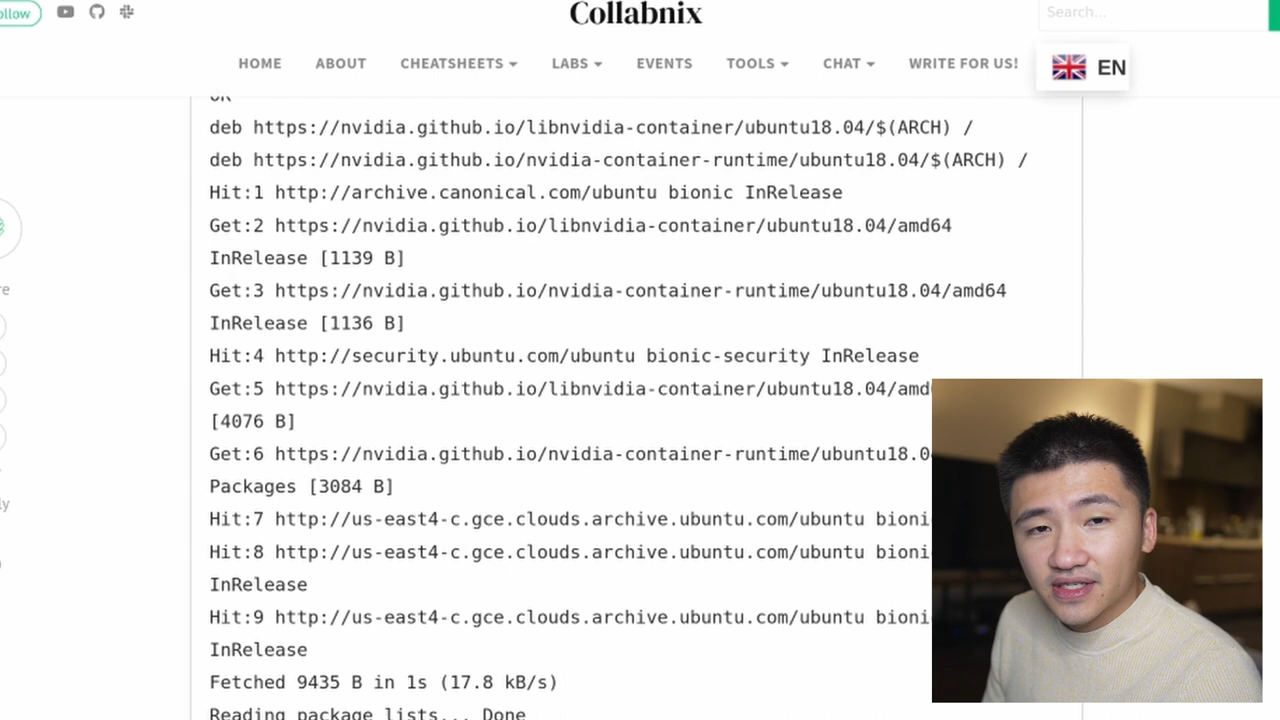 ollow
Collabnix
Search...
HOME
ABOUT
CHEATSHEETS
LABS
EVENTS
TOOLS
CHAT
WRITE FOR US!
EN
OK
deb https://nvidia.github.io/libnvidia-container/ubuntu18.04/$(ARCH) /
deb https://nvidia.github.io/nvidia-container-runtime/ubuntu18.04/$(ARCH) /
Hit:1 http://archive.canonical.com/ubuntu bionic InRelease
Get:2 https://nvidia.github.io/libnvidia-container/ubuntu18.04/amd64
InRelease [1139 B]
Get:3 https://nvidia.github.io/nvidia-container-runtime/ubuntu18.04/amd64
InRelease [1136 B]
Hit:4 http://security.ubuntu.com/ubuntu bionic-security InRelease
Get:5 https://nvidia.github.io/libnvidia-container/ubuntu18.04/amd
[4076 B]
Get:6 https://nvidia.github.io/nvidia-container-runtime/ubuntu18.0
Packages [3084 B]
Hit:7 http://us-east4-c.gce.clouds.archive.ubuntu.com/ubuntu bioni
Hit:8 http://us-east4-c.gce.clouds.archive.ubuntu.com/ubuntu bioni
InRelease
Hit:9 http://us-east4-c.gce.clouds.archive.ubuntu.com/ubuntu bioni
InRelease
Fetched 9435 B in 1s (17.8 kB/s)
Reading package lists... Done
re
ly